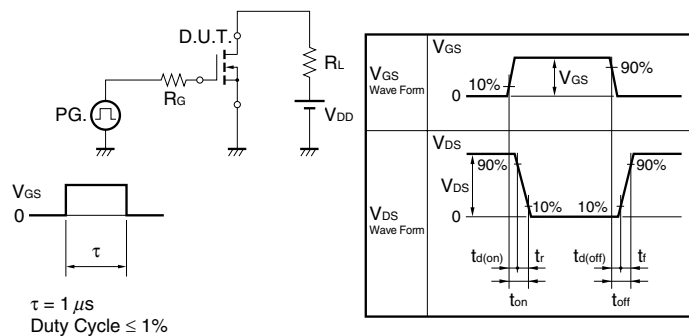 D.U.T.
RL
RG
PG.
VDD
VGS
0
τ
τ = 1 μs
Duty Cycle ≤ 1%
VGS
Wave Form
VGS
10%
0
VGS
90%
VDS
Wave Form
VDS
90%
VDS
0
10%
10%
90%
td(on)
tr
td(off)
tf
ton
toff